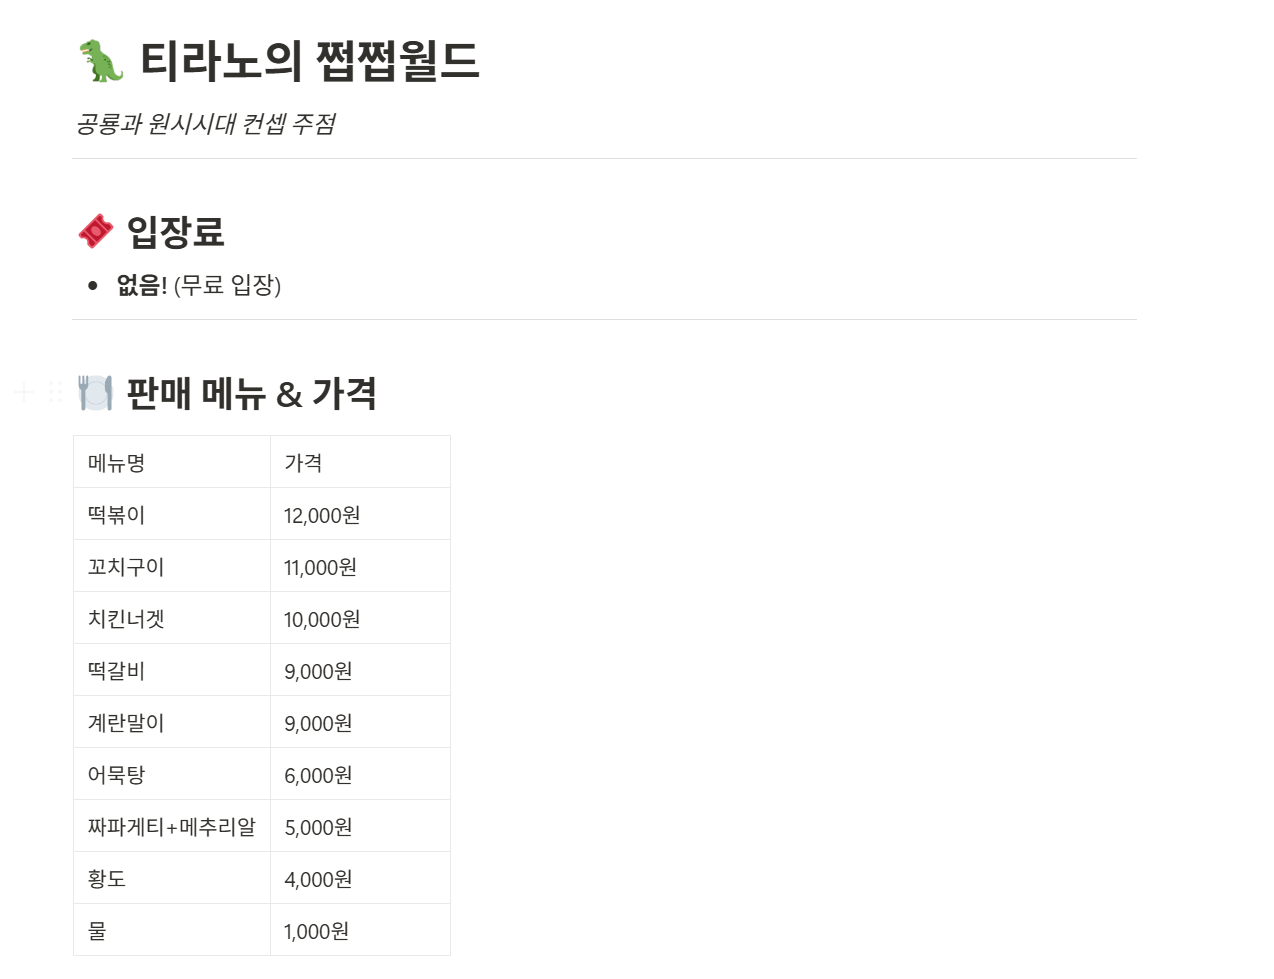 티라노의 쩝쩝월드
공룡과 원시시대 컨셉 주점
입장료
없음! (무료 입장)
판매 메뉴 & 가격
메뉴명 가격
떡볶이 12,000원
꼬치구이 11,000원
치킨너겟 10,000원
떡갈비 9,000원
계란말이 9,000원
어묵탕 6,000원
짜파게티+메추리알 5,000원
황도 4,000원
물 1,000원